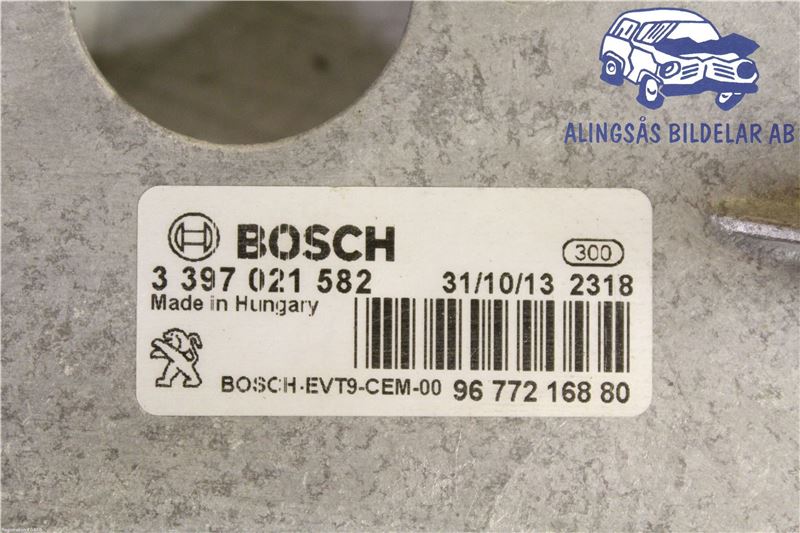 ALINGSÅS BILDELAR AB
BOSCH
300
3 397 021 582 31/10/13 2318
Made in Hungary
BOSCH-EVT9-CEM-00 96 772 168 80